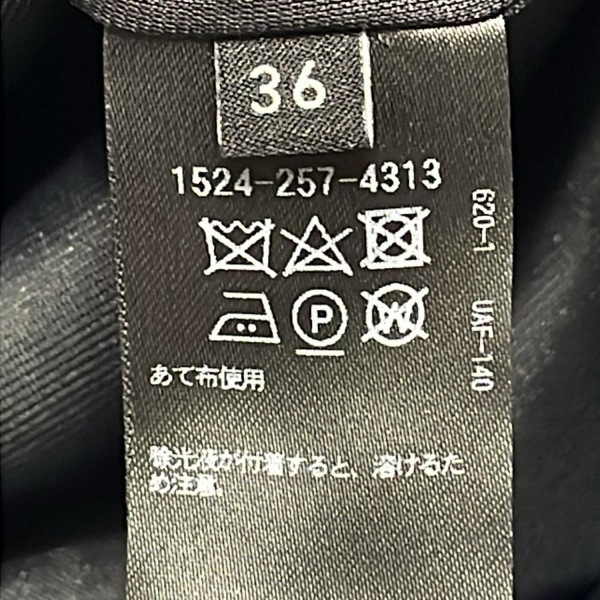 36
1524-257-4313
620-1 UAF-140
P
W
あて布使用
除光液が付着すると、溶けるた
め注意。